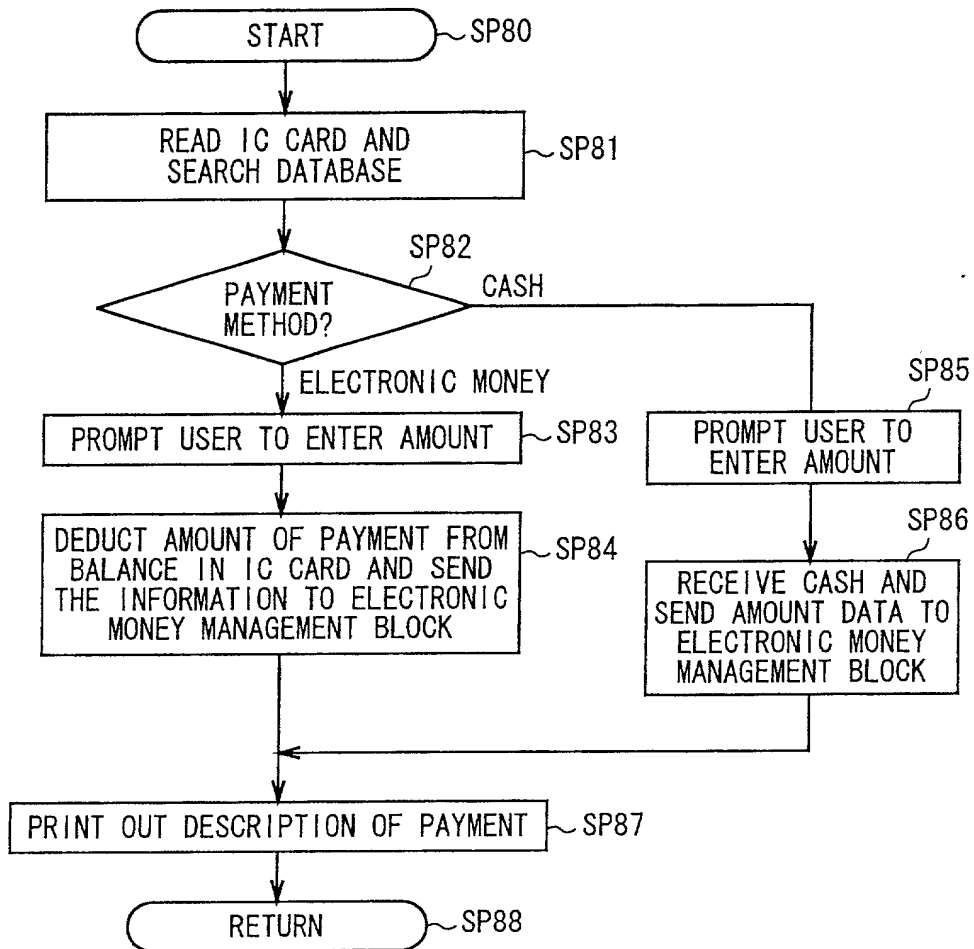 START
SP80
READ IC CARD AND
SEARCH DATABASE
SP81
SP82
PAYMENT
METHOD?
CASH
ELECTRONIC MONEY
PROMPT USER TO ENTER AMOUNT
SP83
SP85
PROMPT USER TO
ENTER AMOUNT
DEDUCT AMOUNT OF PAYMENT FROM
BALANCE IN IC CARD AND SEND
THE INFORMATION TO ELECTRONIC
MONEY MANAGEMENT BLOCK
SP84
SP86
RECEIVE CASH AND
SEND AMOUNT DATA TO
ELECTRONIC MONEY
MANAGEMENT BLOCK
PRINT OUT DESCRIPTION OF PAYMENT
SP87
RETURN
SP88